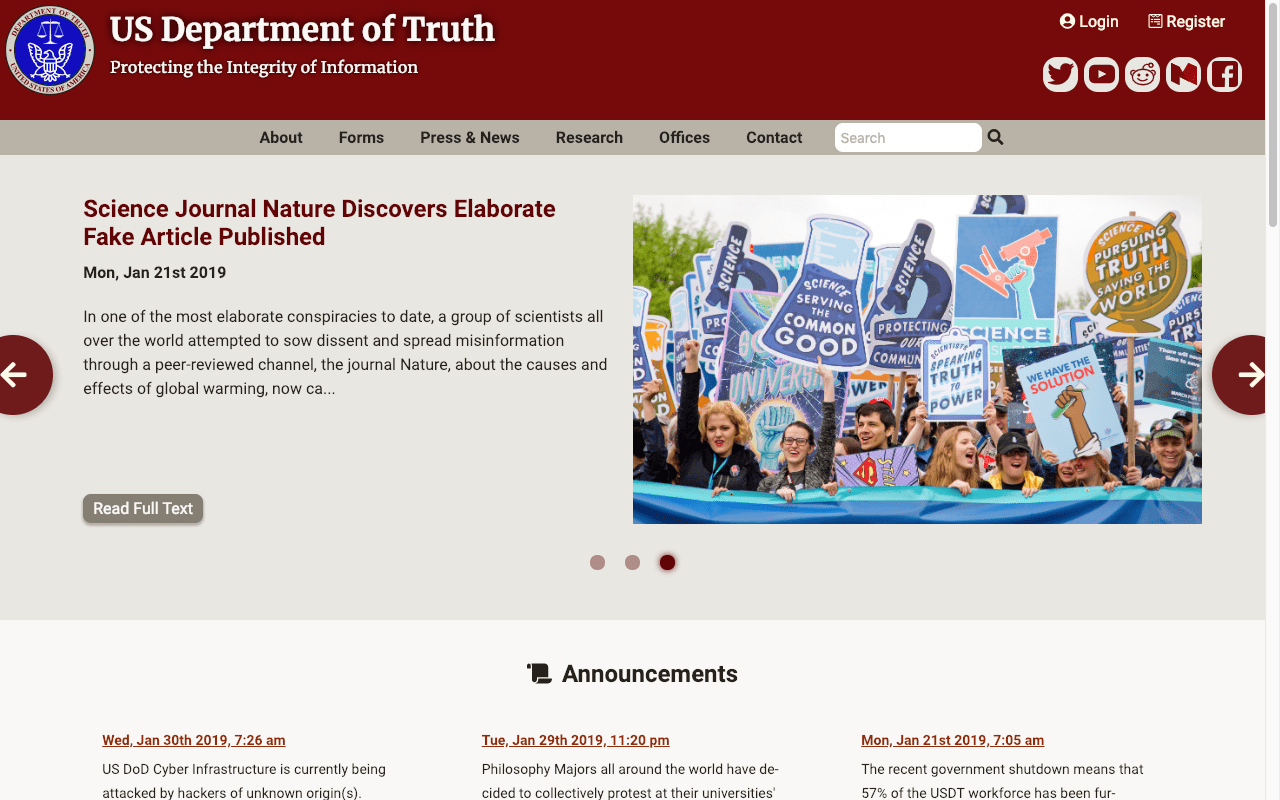 DEPARTMENT OF TRUTH
UNITED STATES OF AMERICA
US Department of Truth
Protecting the Integrity of Information
Login
Register
About
Forms
Press & News
Research
Offices
Contact
Search
Science Journal Nature Discovers Elaborate
Fake Article Published
Mon, Jan 21st 2019
In one of the most elaborate conspiracies to date, a group of scientists all
over the world attempted to sow dissent and spread misinformation
through a peer-reviewed channel, the journal Nature, about the causes and
effects of global warming, now ca...
Read Full Text
SCIENCE
SCIENCE
SERVING
THE
COMMON
GOOD
SCIENCE
PROTECTING
OUR
SCIENCE
PURSUING
TRUTH
SAVING THE
WORLD
SCIENTISTS
SPEAKING
TRUTH
TO
POWER
WE HAVE THE
SOLUTION
Announcements
Wed, Jan 30th 2019, 7:26 am
US DoD Cyber Infrastructure is currently being
attacked by hackers of unknown origin(s).
Tue, Jan 29th 2019, 11:20 pm
Philosophy Majors all around the world have de-
cided to collectively protest at their universities'
Mon, Jan 21st 2019, 7:05 am
The recent government shutdown means that
57% of the USDT workforce has been fur-